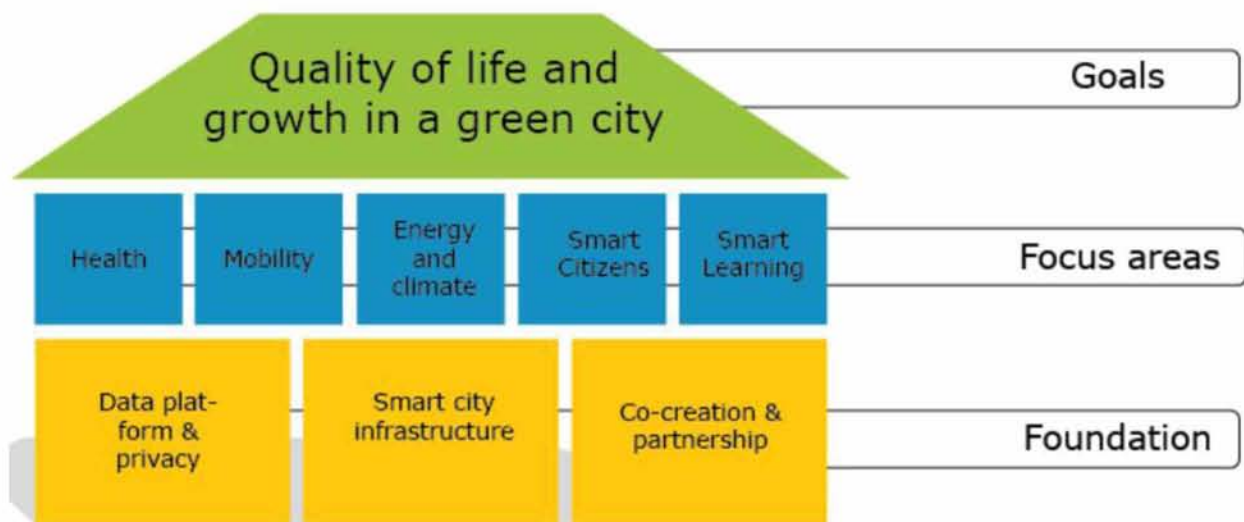 Quality of life and
growth in a green city
Goals
Health
Mobility
Energy
and
climate
Smart
Citizens
Smart
Learning
Focus areas
Data plat-
form &
privacy
Smart city
infrastructure
Co-creation &
partnership
Foundation